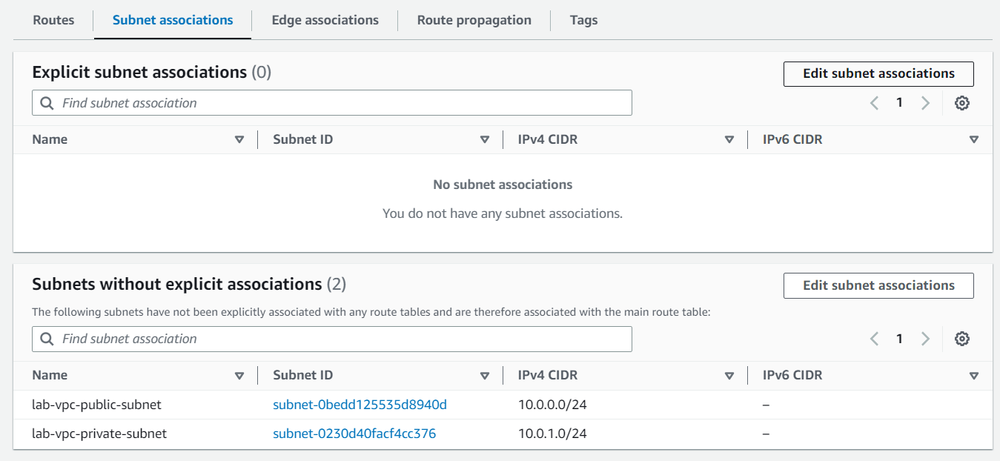 Routes Subnet associations Edge associations Route propagation Tags
Explicit subnet associations (0) Edit subnet associations
Find subnet association 1
Name Subnet ID IPv4 CIDR IPv6 CIDR
No subnet associations
You do not have any subnet associations.
Subnets without explicit associations (2) Edit subnet associations
The following subnets have not been explicitly associated with any route tables and are therefore associated with the main route table:
Find subnet association 1
Name Subnet ID IPv4 CIDR IPv6 CIDR
lab-vpc-public-subnet subnet-0bedd125535d8940d 10.0.0.0/24 –
lab-vpc-private-subnet subnet-0230d40facf4cc376 10.0.1.0/24 –